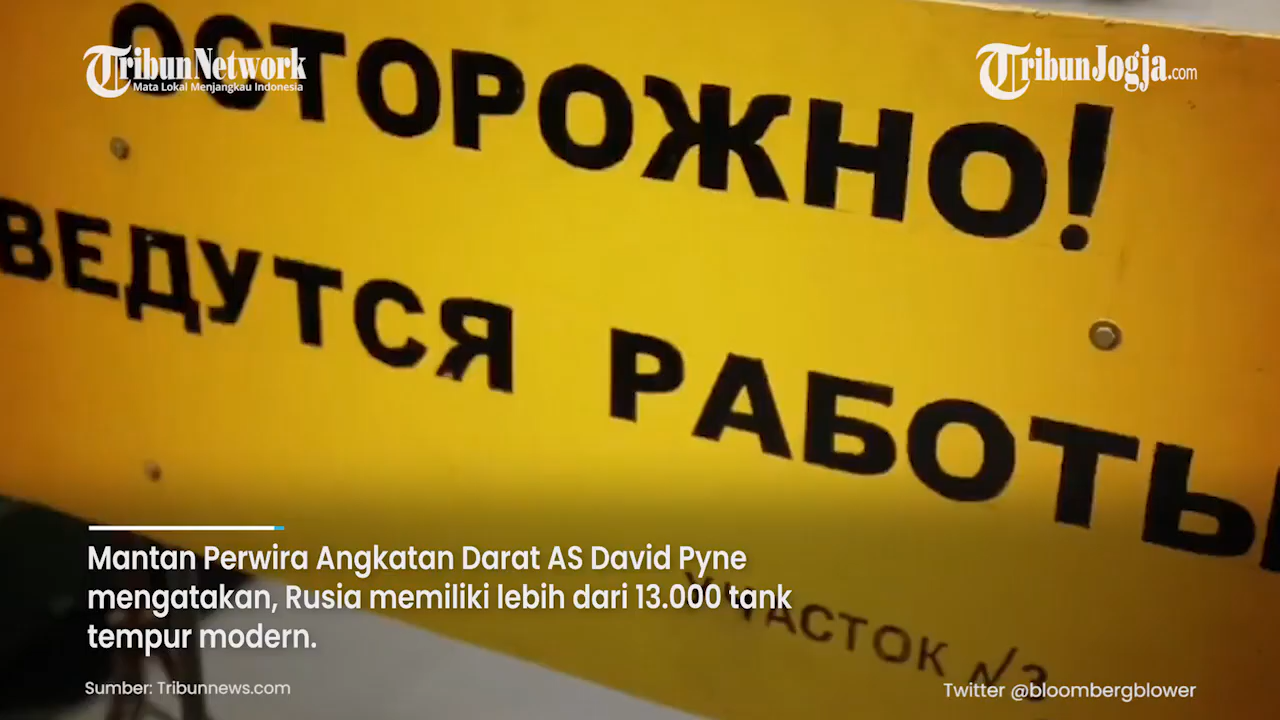 TribunNetwork
Mata Lokal Menjangkau Indonesia
TribunJogja.com
ОСТОРОЖНО!
ВЕДУТСЯ РАБОТЫ
УЧАСТОК №3
Mantan Perwira Angkatan Darat AS David Pyne
mengatakan, Rusia memiliki lebih dari 13.000 tank
tempur modern.
Sumber: Tribunnews.com
Twitter @bloombergblower